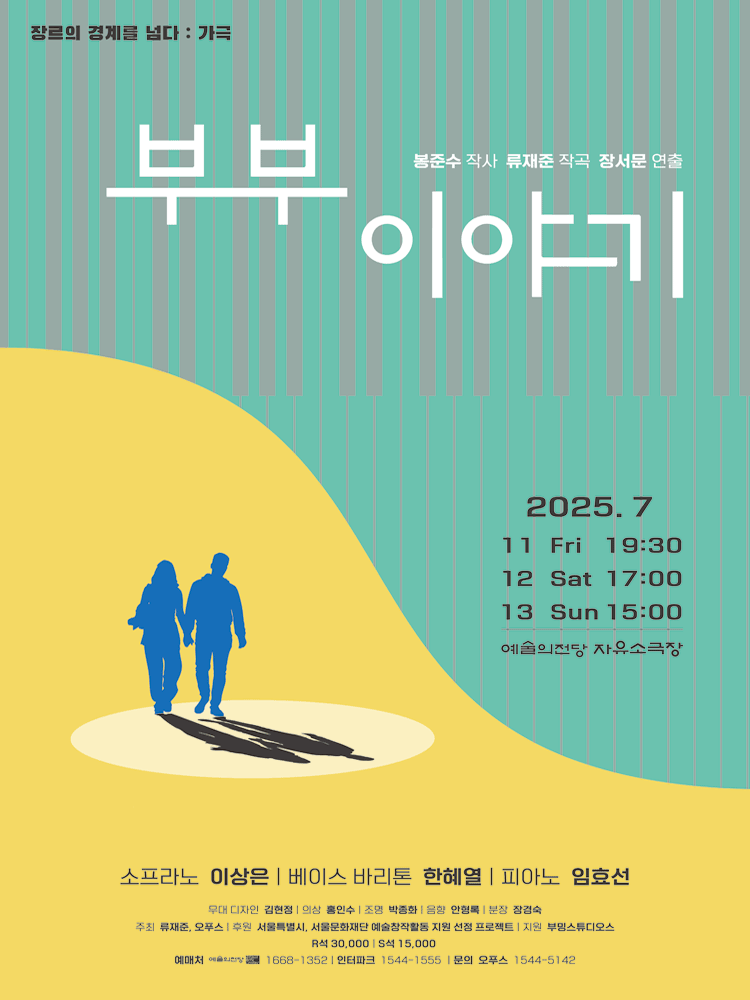 장르의 경계를 넘다 : 가극
부부
봉준수 작사 류재준 작곡 장서문 연출
이야기
2025. 7
11 Fri 19:30
12 Sat 17:00
13 Sun 15:00
예술의전당 자유소극장
소프라노 이상은 | 베이스 바리톤 한혜열 | 피아노 임효선
무대 디자인 김현정 | 의상 홍인수 | 조명 박종화 | 음향 안형록 | 분장 장경숙
주최 류재준, 오푸스 | 후원 서울특별시, 서울문화재단 예술창작활동 지원 선정 프로젝트 | 지원 부밍스튜디오스
R석 30,000 | S석 15,000
예매처 예술의전당 1668-1352 | 인터파크 1544-1555 | 문의 오푸스 1544-5142